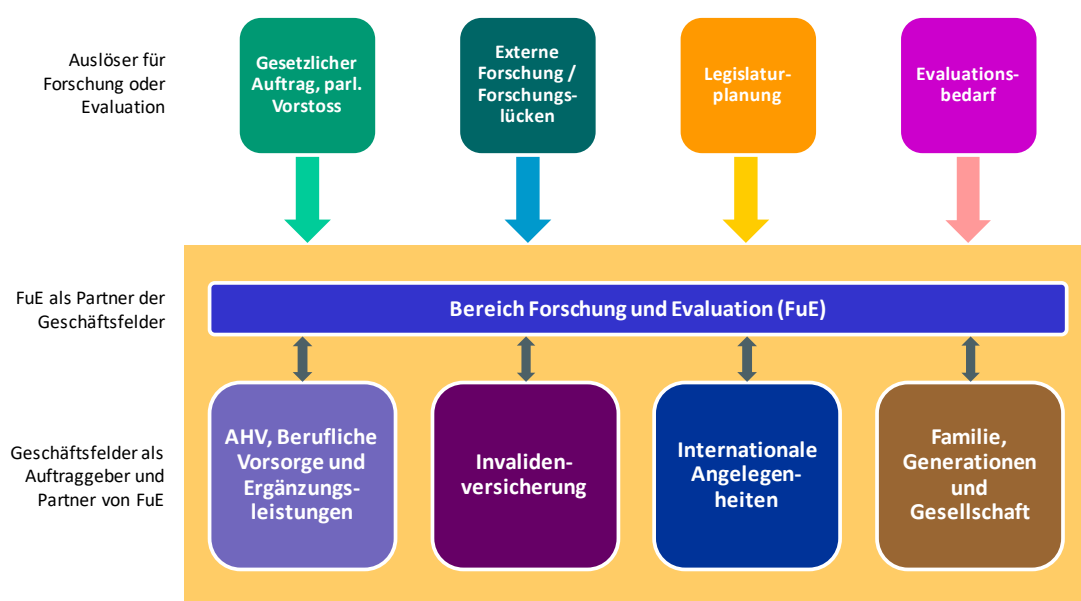 Auslöser für
Forschung oder
Evaluation
Gesetzlicher
Auftrag, parl.
Vorstoss
Externe
Forschung /
Forschungs-
lücken
Legislatur-
planung
Evaluations-
bedarf
FuE als Partner der
Geschäftsfelder
Bereich Forschung und Evaluation (FuE)
Geschäftsfelder als
Auftraggeber und
Partner von FuE
AHV, Berufliche
Vorsorge und
Ergänzungs-
leistungen
Invaliden-
versicherung
Internationale
Angelegen-
heiten
Familie,
Generationen
und
Gesellschaft